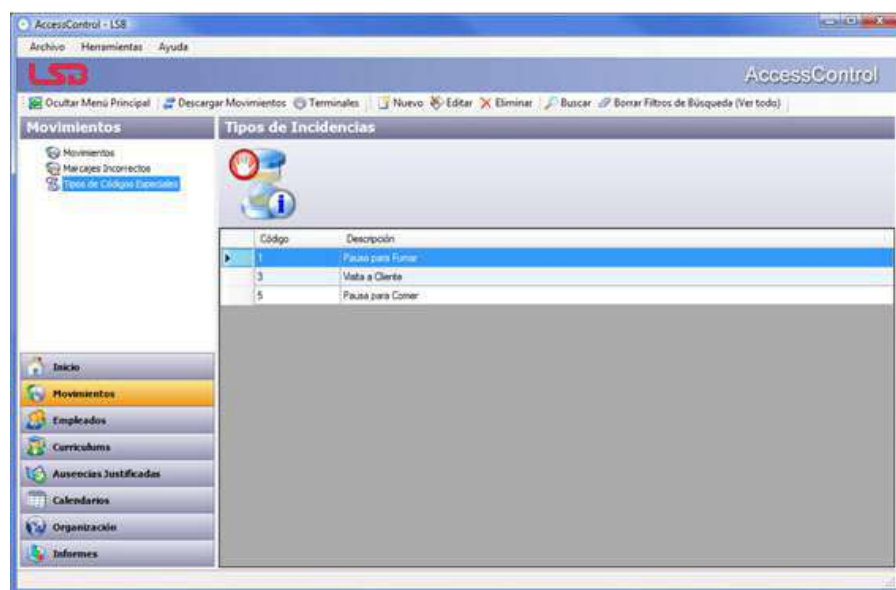 AccessControl - LSB
Archivo Herramientas Ayuda
LSB
AccessControl
Ocultar Menú Principal Descargar Movimientos Terminales Nuevo Editar Eliminar Buscar Borrar Filtros de Búsqueda (Ver todo)
Movimientos
Tipos de Incidencias
Movimientos
Marcajes Incorrectos
Tipos de Códigos Especiales
Código Descripción
1 Pausa para Fumar
3 Visita a Cliente
5 Pausa para Comer
Inicio
Movimientos
Empleados
Curriculums
Ausencias Justificadas
Calendarios
Organización
Informes